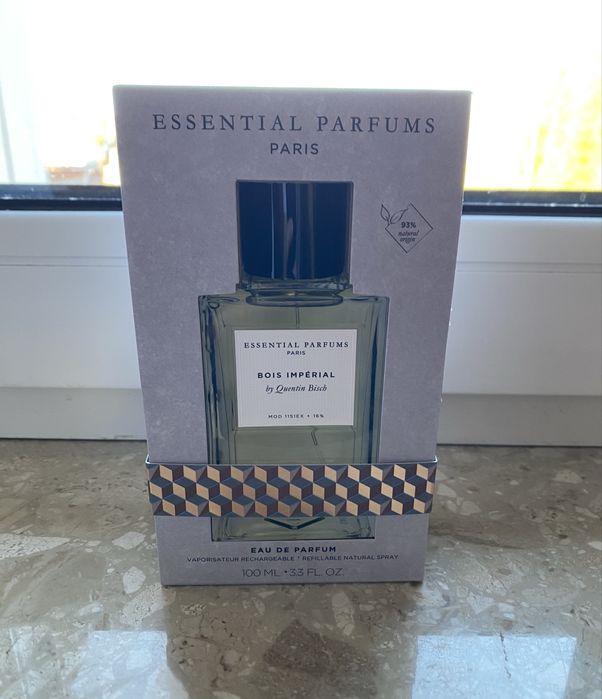 ESSENTIAL PARFUMS
PARIS
93%
natural
origin
ESSENTIAL PARFUMS
PARIS
BOIS IMPÉRIAL
by Quentin Bisch
EAU DE PARFUM
VAPORISATEUR RECHARGEABLE • REFILLABLE NATURAL SPRAY
100 ML • 3.3 FL. OZ.